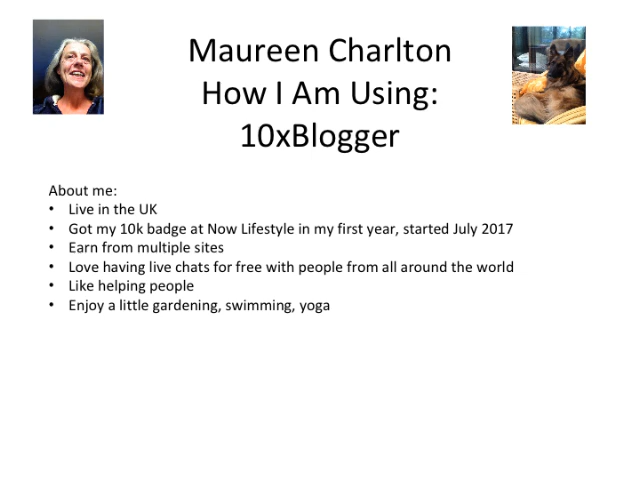 Maureen Charlton
How I Am Using:
10xBlogger
About me:
• Live in the UK
• Got my 10k badge at Now Lifestyle in my first year, started July 2017
• Earn from multiple sites
• Love having live chats for free with people from all around the world
• Like helping people
• Enjoy a little gardening, swimming, yoga